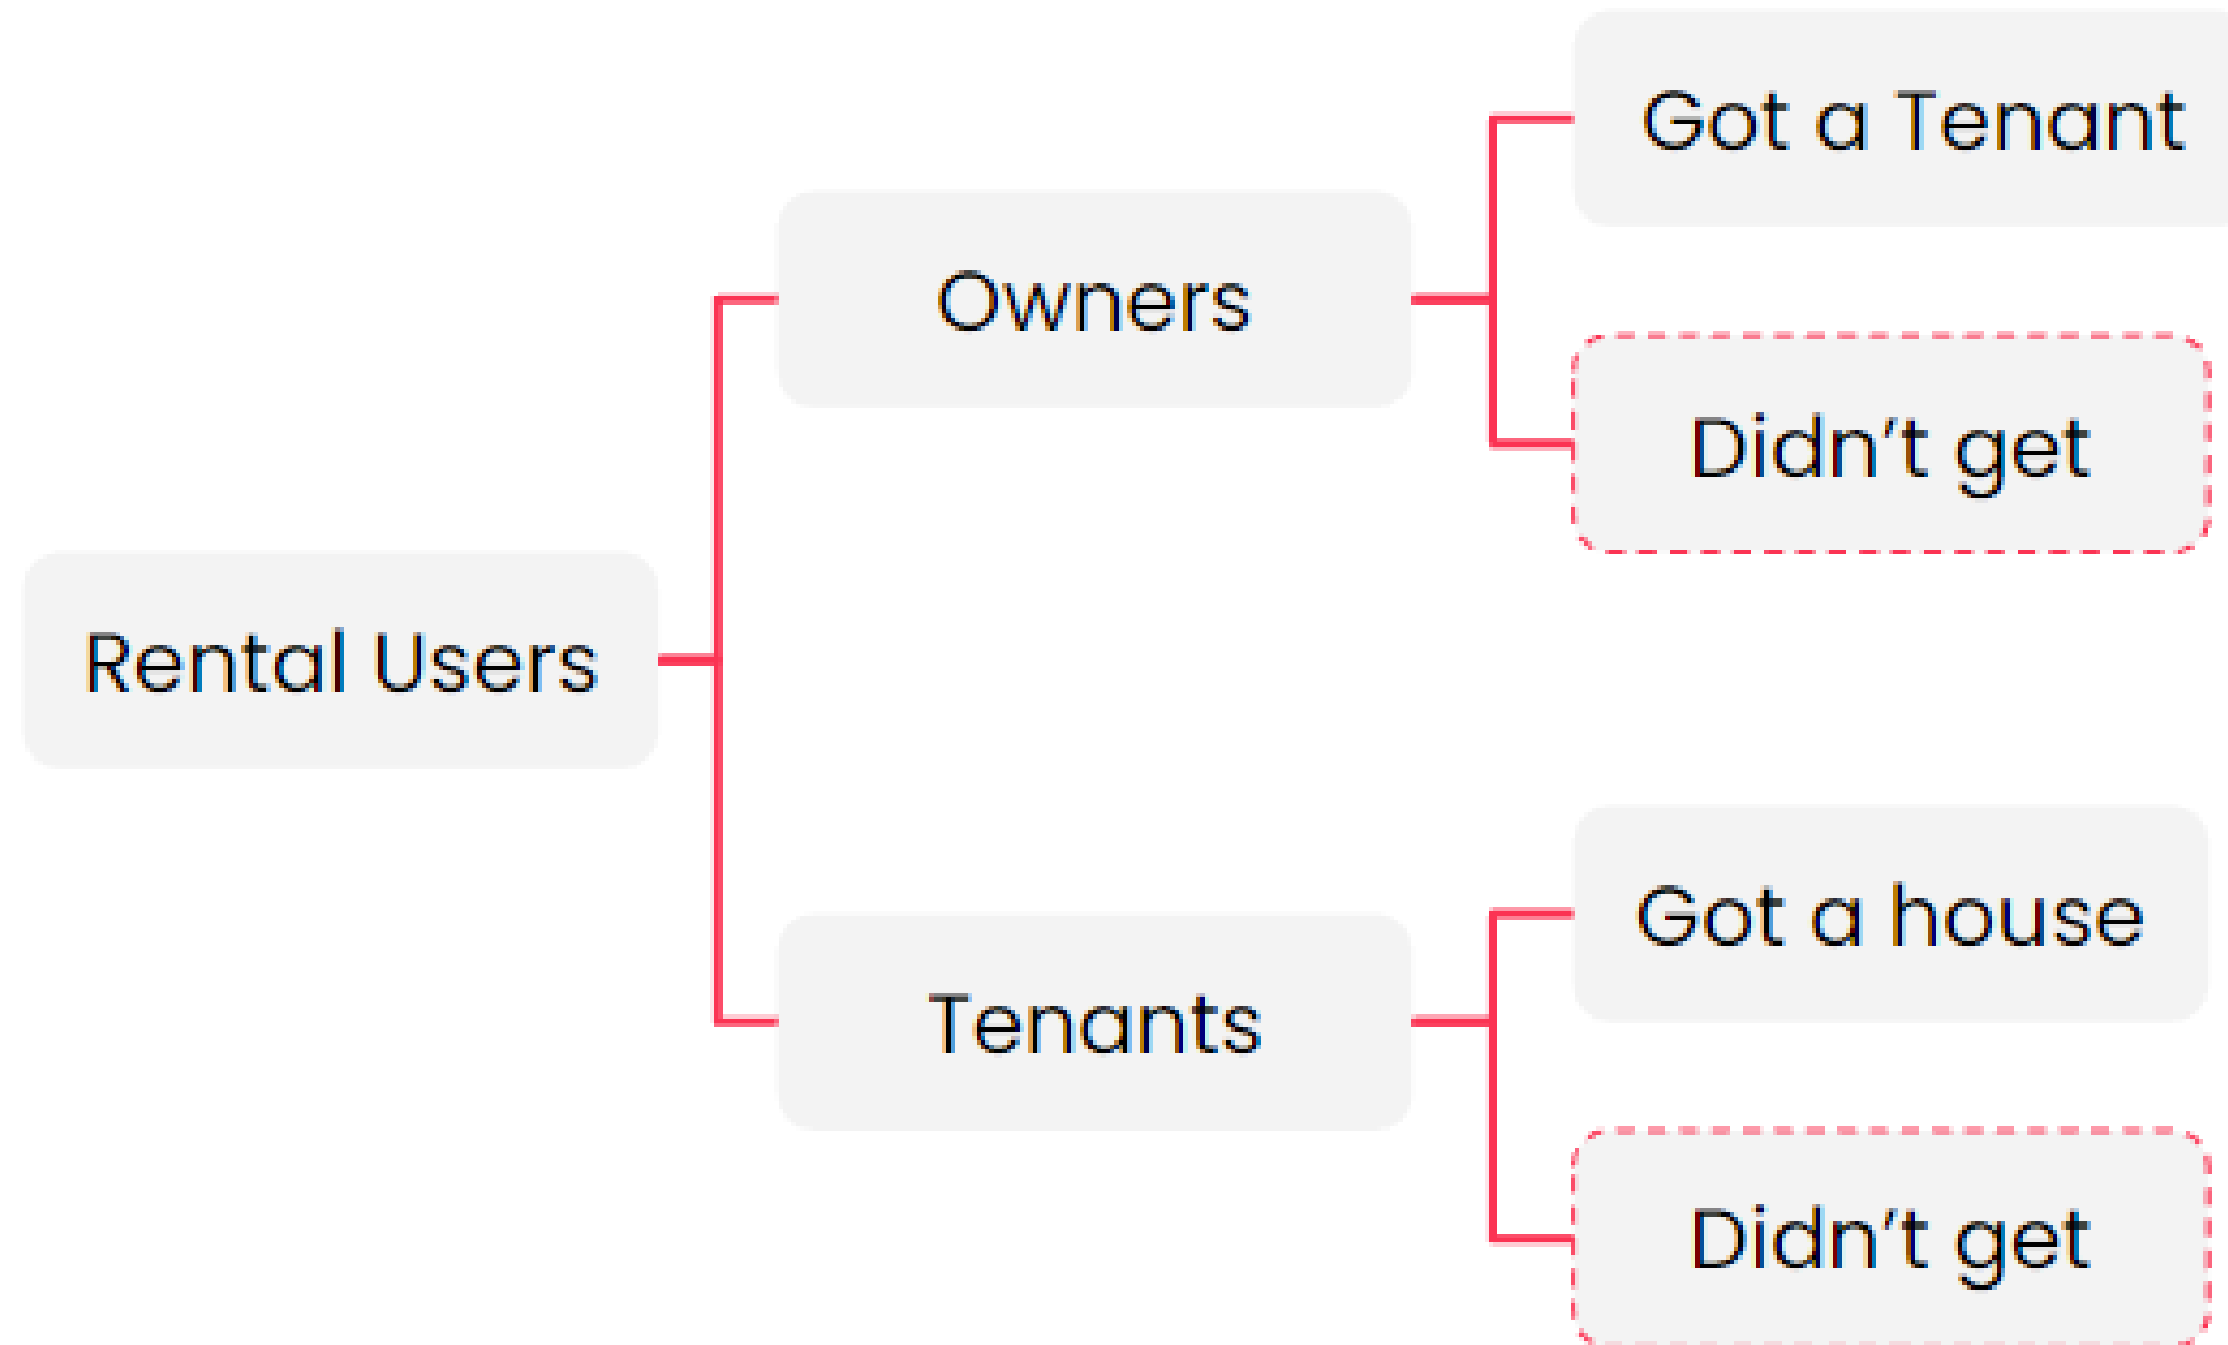 Got a Tenant
Owners
Didn’t get
Rental Users
Got a house
Tenants
Didn’t get